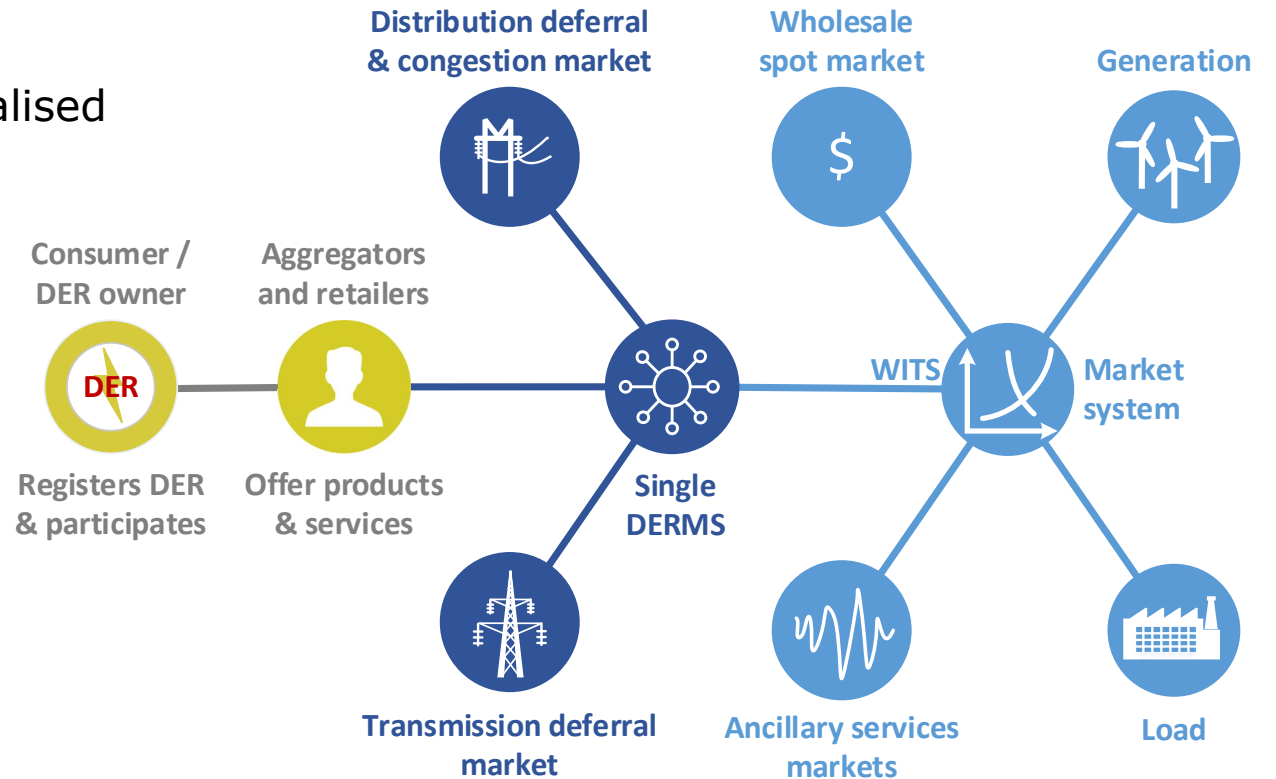 alised
Distribution deferral
& congestion market
Wholesale
spot market
Generation
$
Consumer /
DER owner
Aggregators
and retailers
DER
WITS
Market
system
Registers DER
& participates
Offer products
& services
Single
DERMS
Transmission deferral
market
Ancillary services
markets
Load